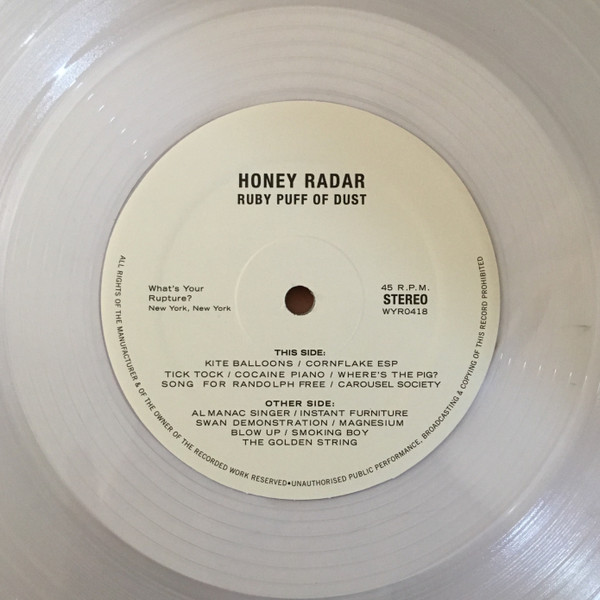 HONEY RADAR
RUBY PUFF OF DUST
What's Your
Rupture?
New York, New York
45 R.P.M.
STEREO
WYR0418
THIS SIDE:
KITE BALLOONS / CORNFLAKE ESP
TICK TOCK / COCAINE PIANO / WHERE'S THE PIG?
SONG FOR RANDOLPH FREE / CAROUSEL SOCIETY
OTHER SIDE:
ALMANAC SINGER / INSTANT FURNITURE
SWAN DEMONSTRATION / MAGNESIUM
BLOW UP / SMOKING BOY
THE GOLDEN STRING
ALL RIGHTS OF THE MANUFACTURER & OF THE OWNER OF THE RECORDED WORK RESERVED•UNAUTHORISED PUBLIC PERFORMANCE, BROADCASTING & COPYING OF THIS RECORD PROHIBITED